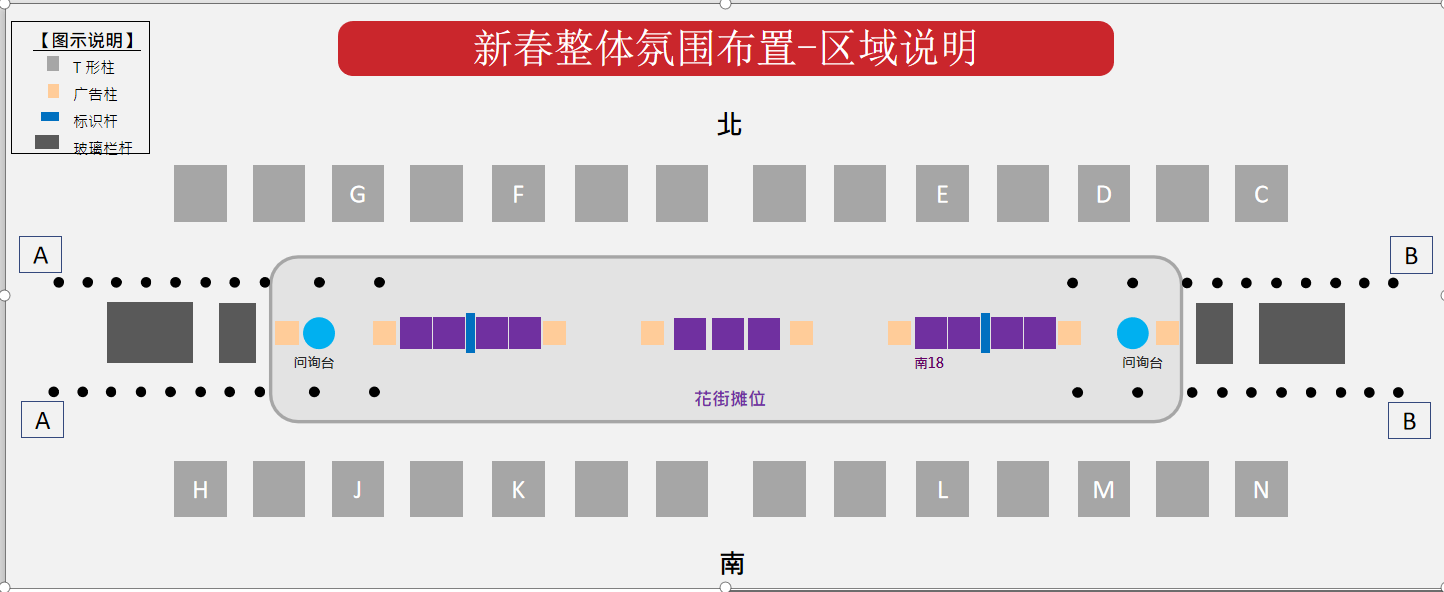 新春整体氛围布置-区域说明
【图示说明】
T 形柱
广告柱
标识杆
玻璃栏杆
北
G F E D C
A B
问询台 南18 问询台
花街摊位
A B
H J K L M N
南